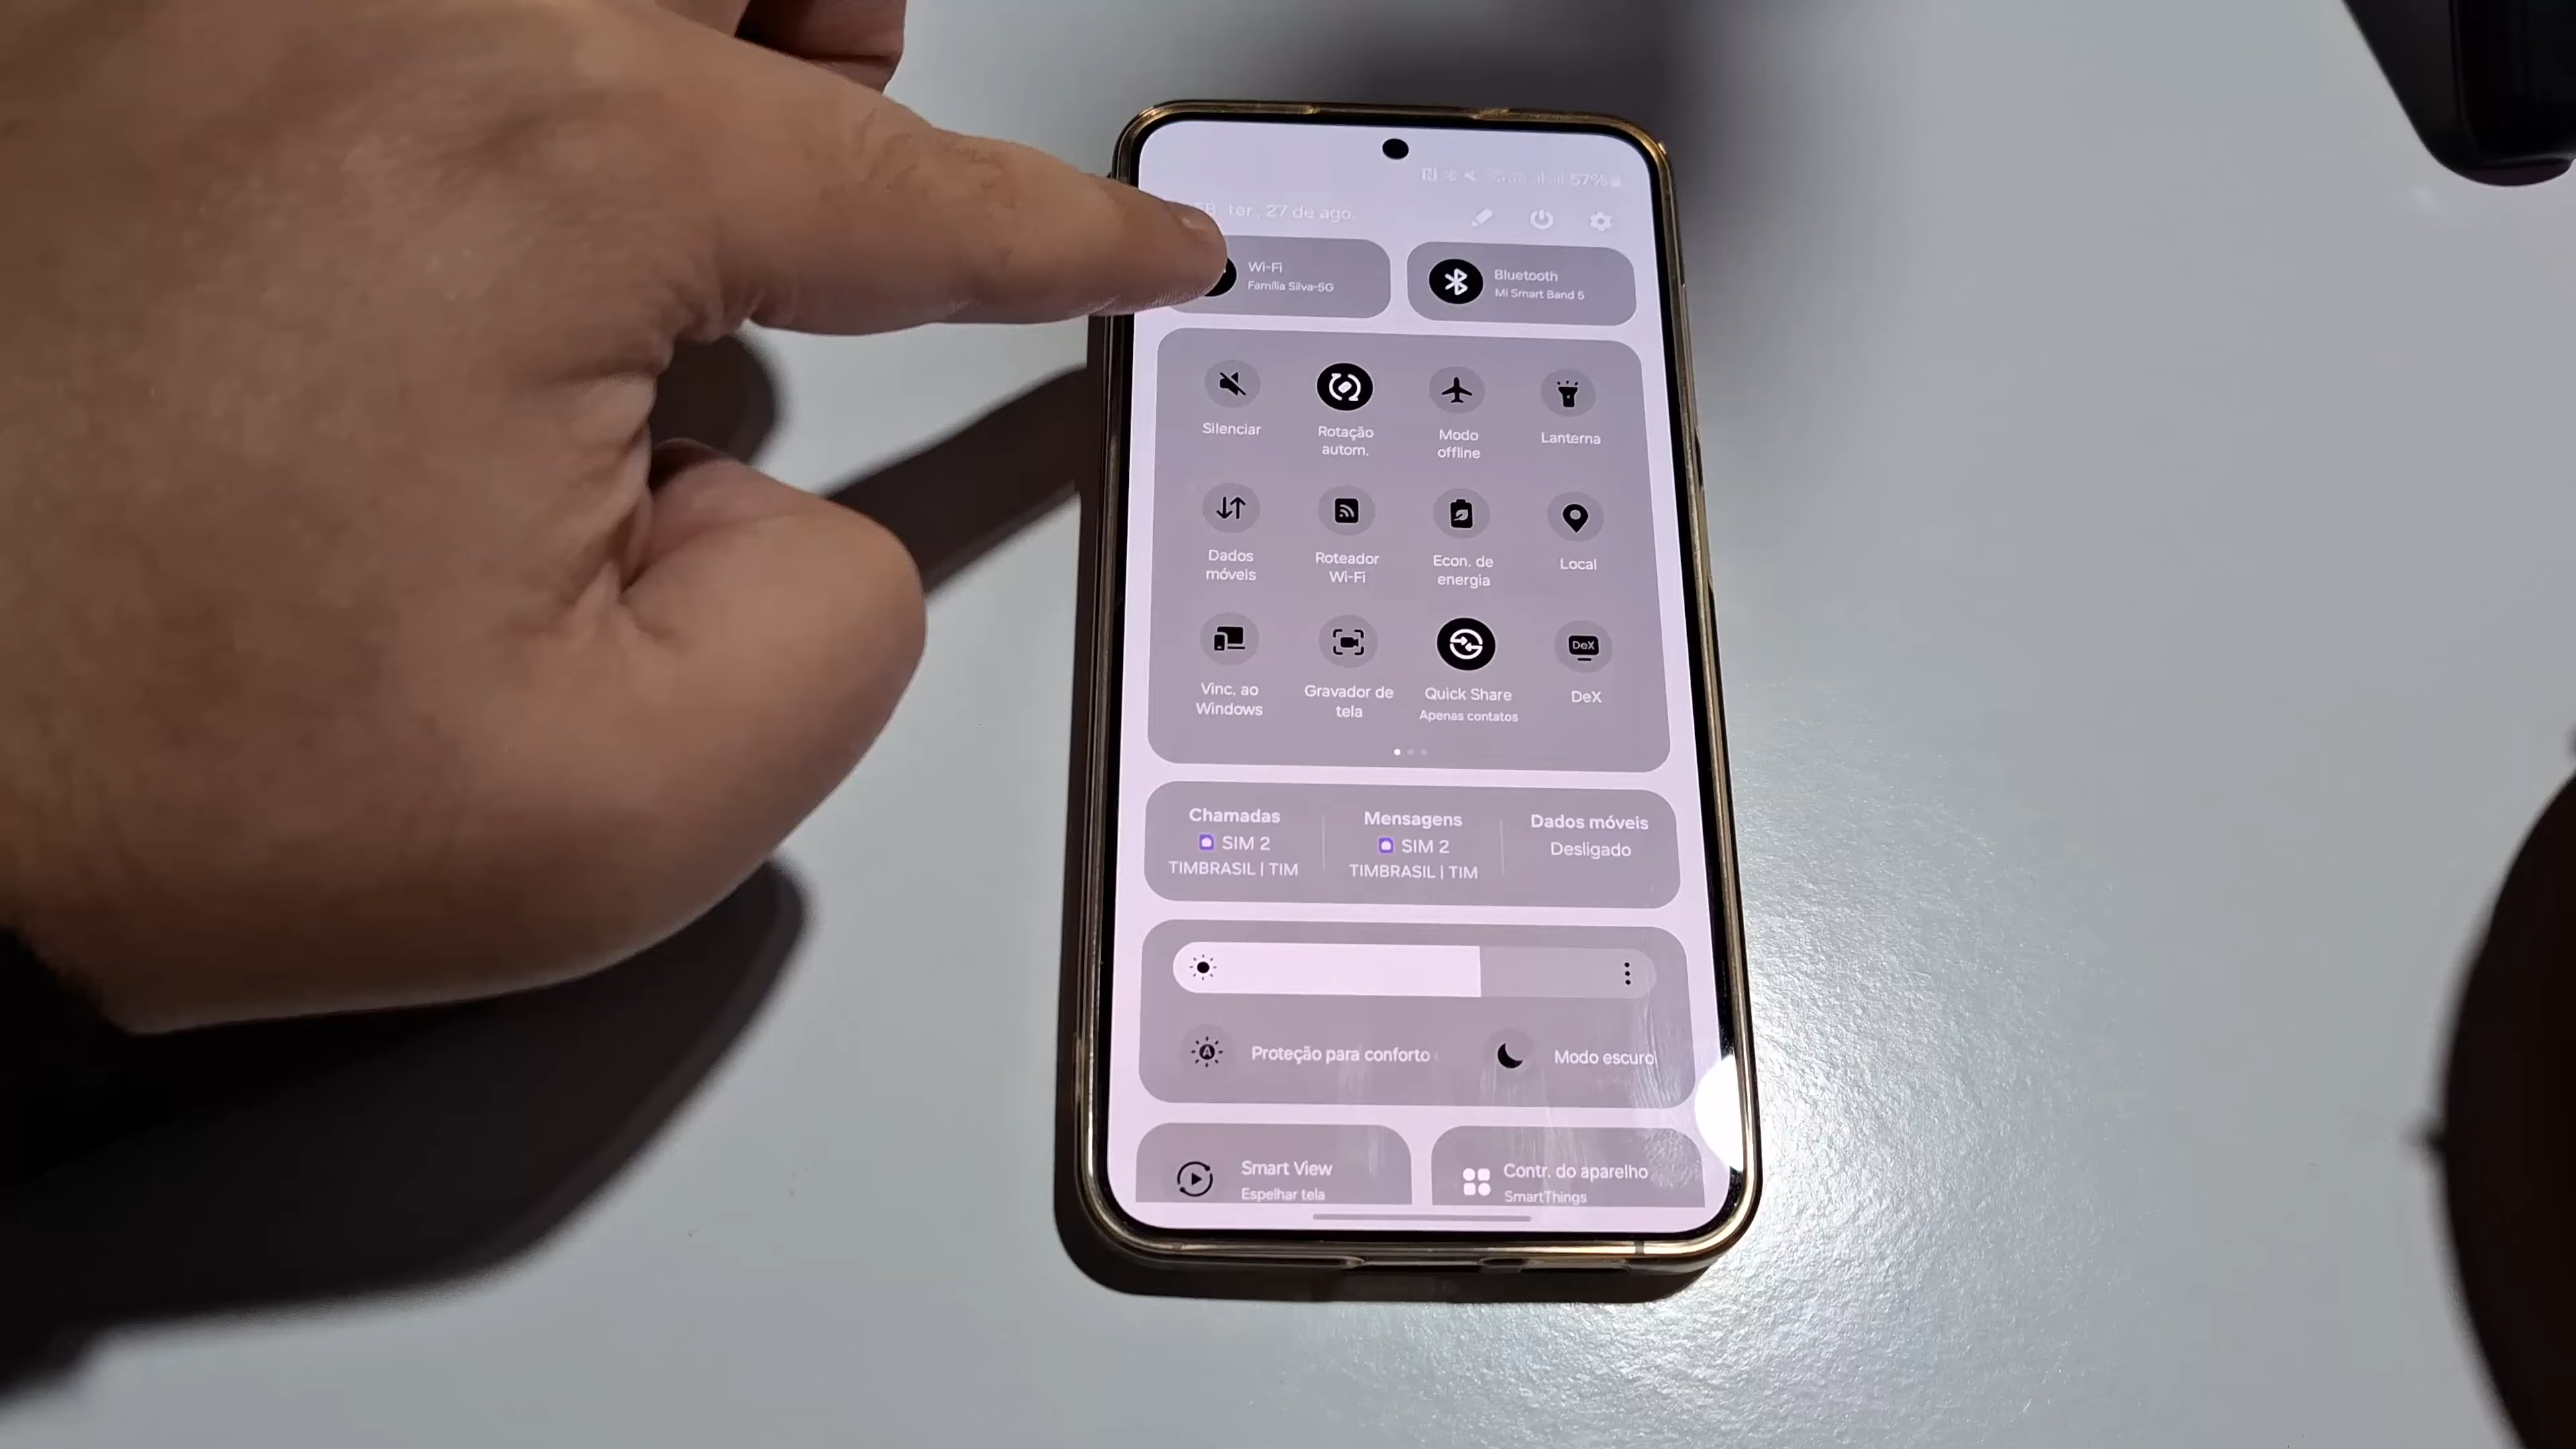 57%
ter., 27 de ago.
Wi-Fi
Família Silva-5G
Bluetooth
Mi Smart Band 5
Silenciar
Rotação
autom.
Modo
offline
Lanterna
Dados
móveis
Roteador
Wi-Fi
Econ. de
energia
Local
Vinc. ao
Windows
Gravador de
tela
Quick Share
Apenas contatos
DeX
DeX
Chamadas
SIM 2
TIMBRASIL | TIM
Mensagens
SIM 2
TIMBRASIL | TIM
Dados móveis
Desligado
A
Proteção para conforto
Modo escuro
Smart View
Espelhar tela
Contr. do aparelho
SmartThings